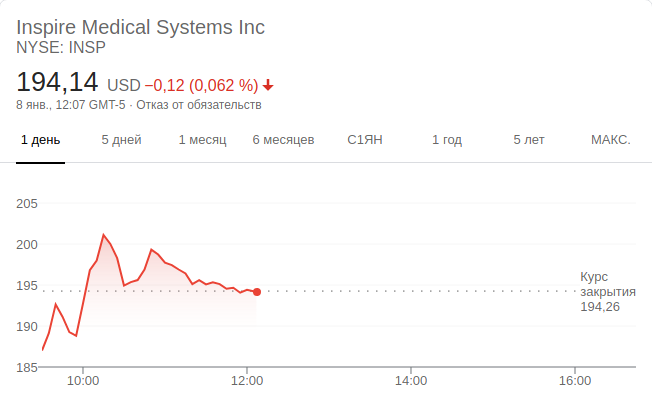 Inspire Medical Systems Inc
NYSE: INSP
194,14 USD −0,12 (0,062 %)
8 янв., 12:07 GMT-5 · Отказ от обязательств
1 день 5 дней 1 месяц 6 месяцев С1ЯН 1 год 5 лет МАКС.
205
200
195
190
185
Курс
закрытия
194,26
10:00 12:00 14:00 16:00